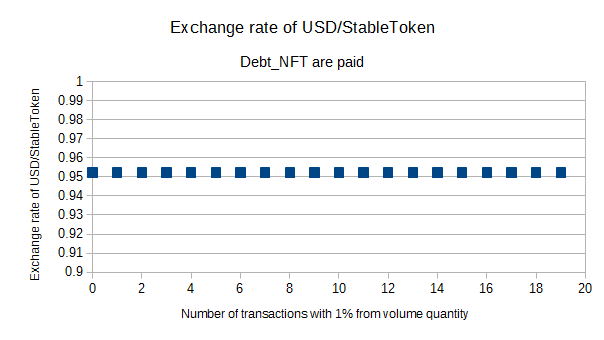 Exchange rate of USD/StableToken
Debt_NFT are paid
Exchange rate of USD/StableToken
1
0.99
0.98
0.97
0.96
0.95
0.94
0.93
0.92
0.91
0.9
0 2 4 6 8 10 12 14 16 18 20
Number of transactions with 1% from volume quantity